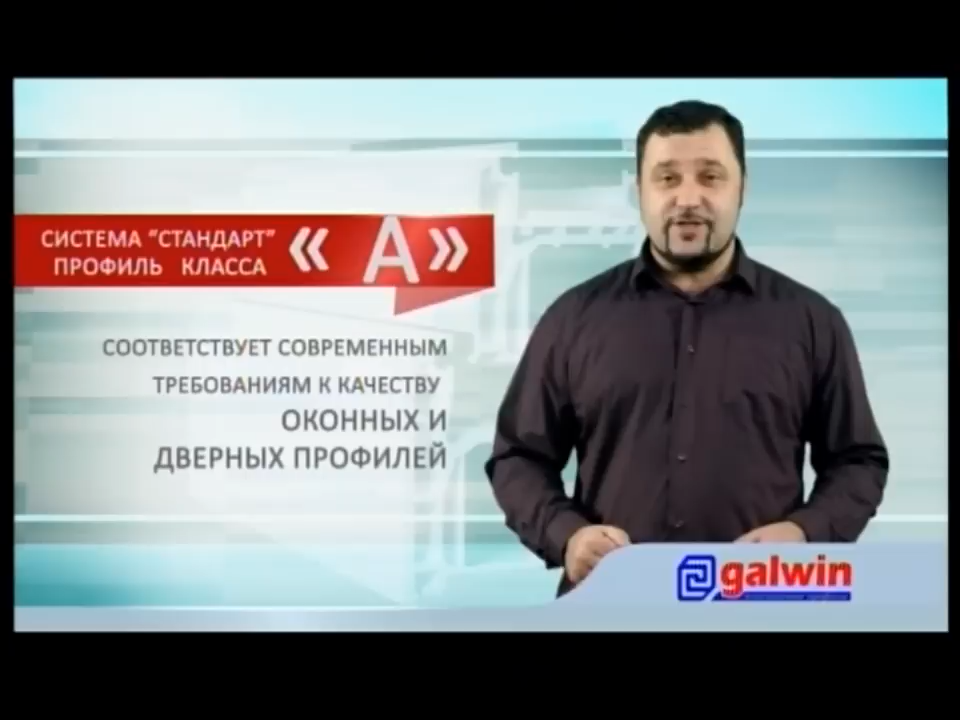 СИСТЕМА “СТАНДАРТ”
ПРОФИЛЬ КЛАССА
« А»
СООТВЕТСТВУЕТ СОВРЕМЕННЫМ
ТРЕБОВАНИЯМ К КАЧЕСТВУ
ОКОННЫХ И
ДВЕРНЫХ ПРОФИЛЕЙ
galwin